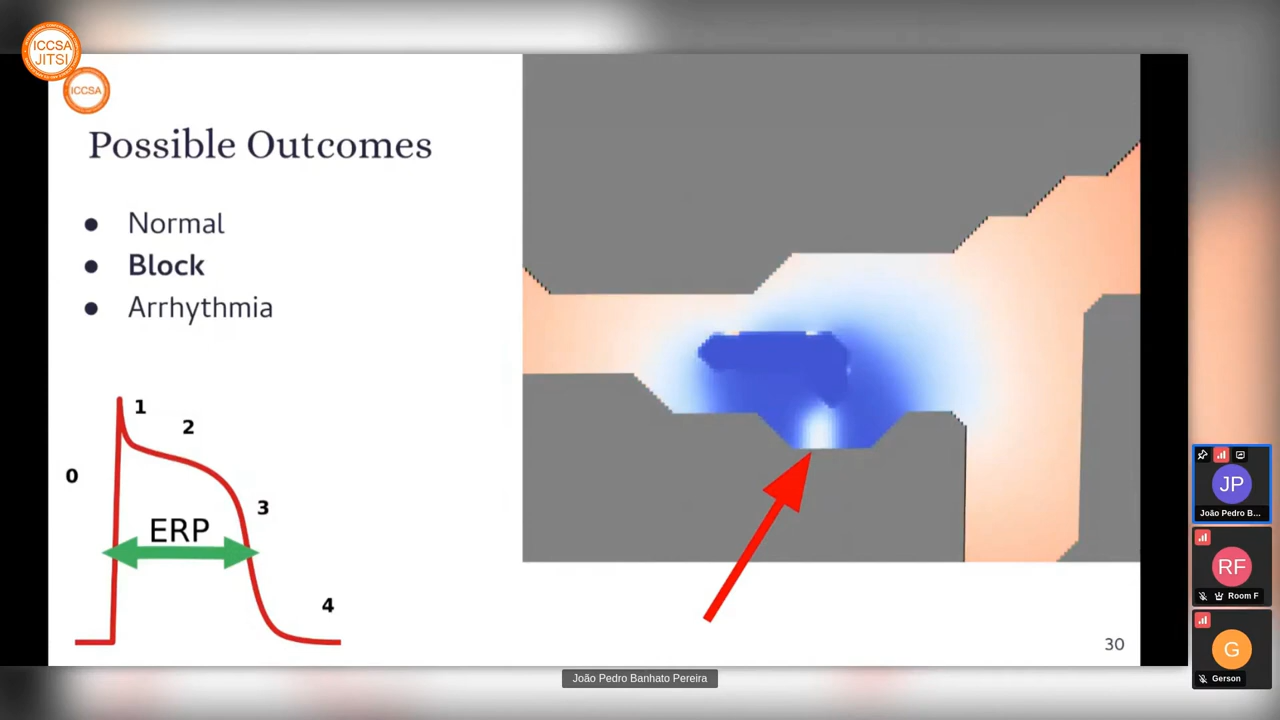 ICCSA
JITSI
ICCSA
Possible Outcomes
● Normal
● Block
● Arrhythmia
0
1
2
3
4
ERP
30
JP
João Pedro B...
RF
Room F
G
Gerson
João Pedro Banhato Pereira